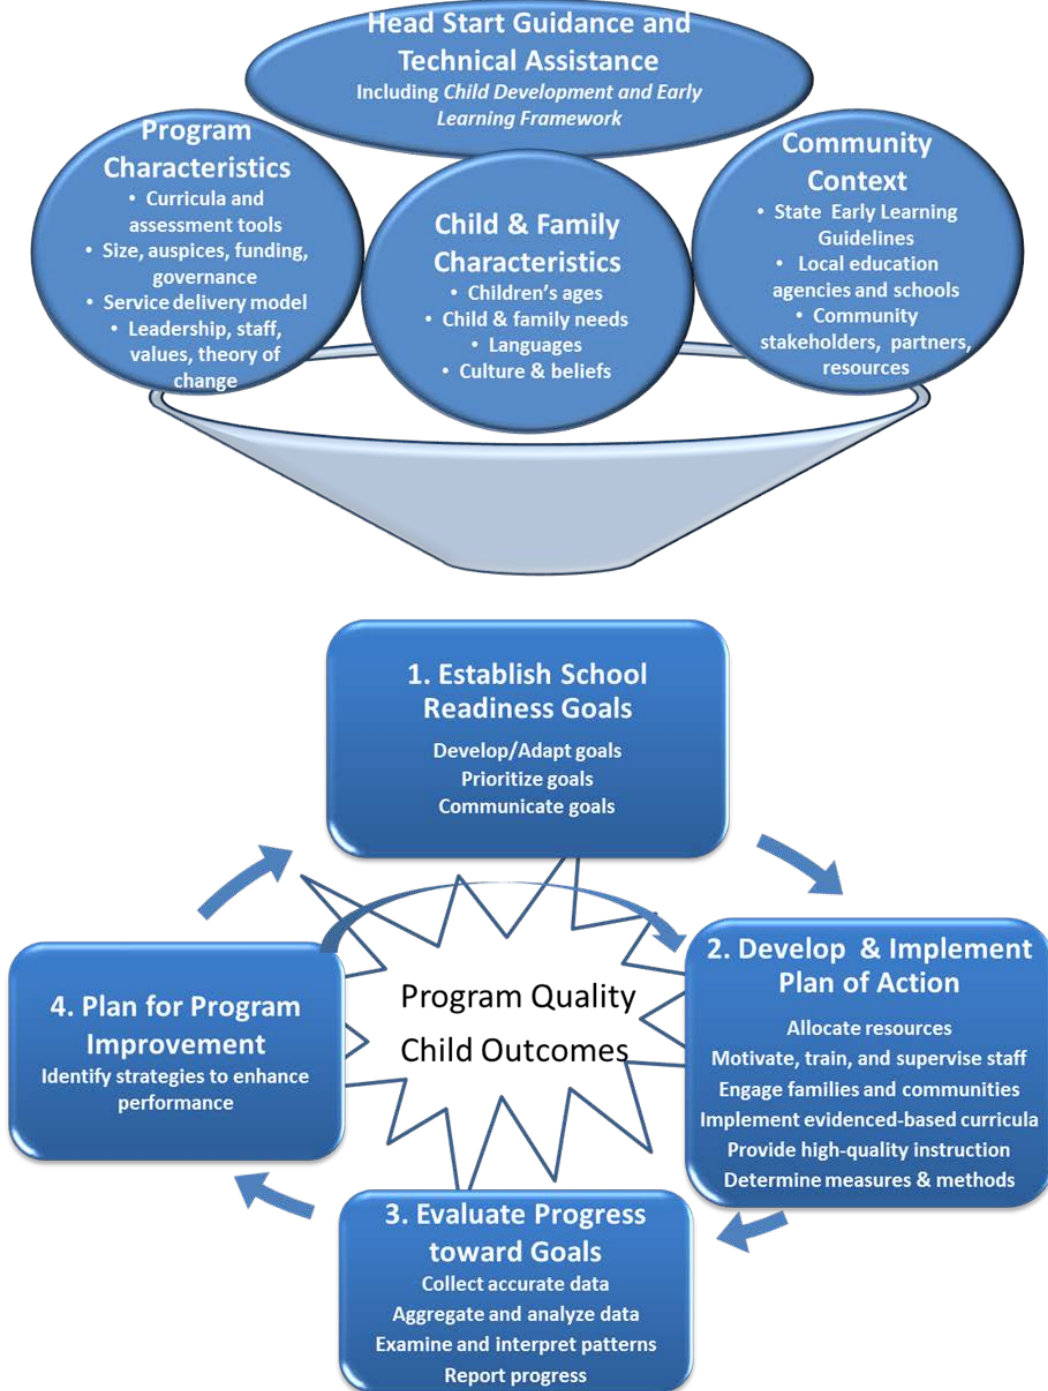 Head Start Guidance and
Technical Assistance
Including Child Development and Early
Learning Framework
Program
Characteristics
• Curricula and
assessment tools
• Size, auspices, funding,
governance
• Service delivery model
• Leadership, staff,
values, theory of
change
Child & Family
Characteristics
• Children's ages
• Child & family needs
• Languages
• Culture & beliefs
Community
Context
• State Early Learning
Guidelines
• Local education
agencies and schools
• Community
stakeholders, partners,
resources
1. Establish School
Readiness Goals
Develop/Adapt goals
Prioritize goals
Communicate goals
2. Develop & Implement
Plan of Action
Allocate resources
Motivate, train, and supervise staff
Engage families and communities
Implement evidenced-based curricula
Provide high-quality instruction
Determine measures & methods
Program Quality
Child Outcomes
4. Plan for Program
Improvement
Identify strategies to enhance
performance
3. Evaluate Progress
toward Goals
Collect accurate data
Aggregate and analyze data
Examine and interpret patterns
Report progress